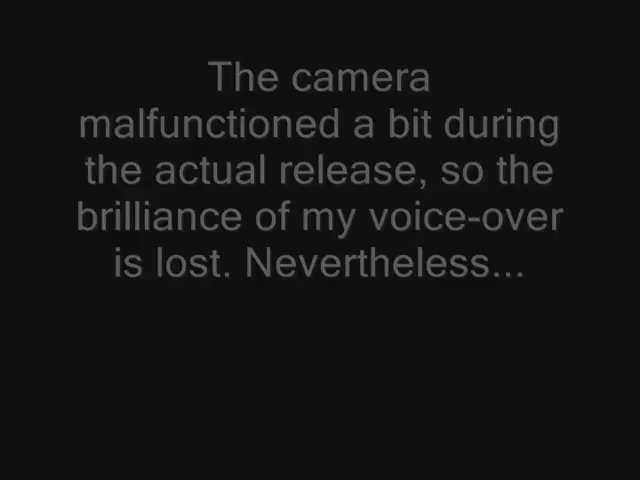 The camera
malfunctioned a bit during
the actual release, so the
brilliance of my voice-over
is lost. Nevertheless...